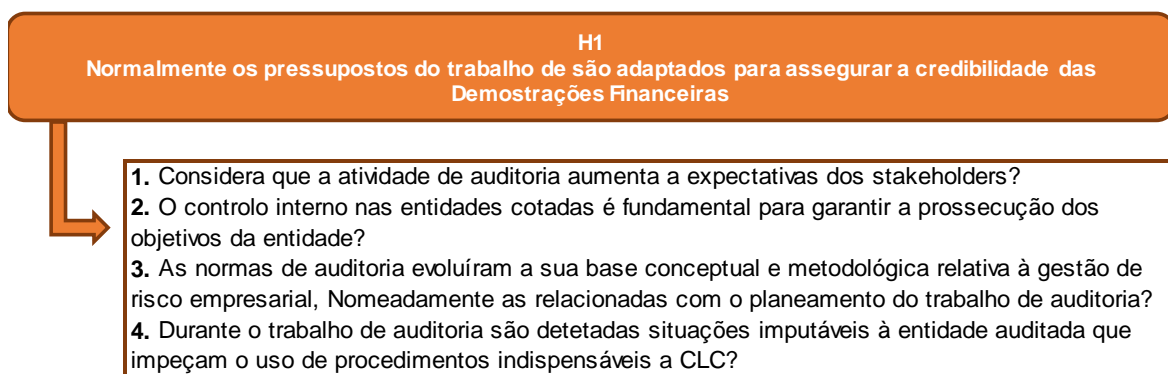 H1
Normalmente os pressupostos do trabalho de são adaptados para assegurar a credibilidade das
Demostrações Financeiras
1. Considera que a atividade de auditoria aumenta a expectativas dos stakeholders?
2. O controlo interno nas entidades cotadas é fundamental para garantir a prossecução dos
objetivos da entidade?
3. As normas de auditoria evoluíram a sua base conceptual e metodológica relativa à gestão de
risco empresarial, Nomeadamente as relacionadas com o planeamento do trabalho de auditoria?
4. Durante o trabalho de auditoria são detetadas situações imputáveis à entidade auditada que
impeçam o uso de procedimentos indispensáveis a CLC?